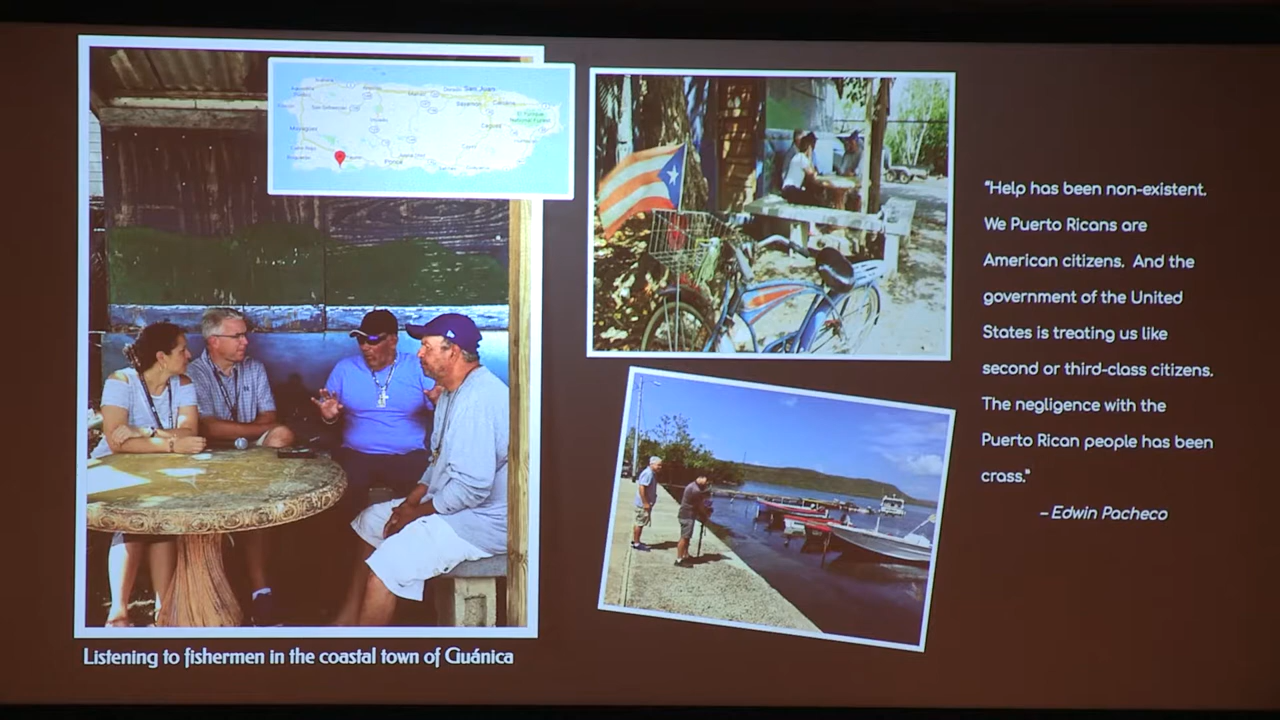 San Juan
Ponce
Listening to fishermen in the coastal town of Guánica
“Help has been non-existent.
We Puerto Ricans are
American citizens.  And the
government of the United
States is treating us like
second or third-class citizens.
The negligence with the
Puerto Rican people has been
crass.”
– Edwin Pacheco